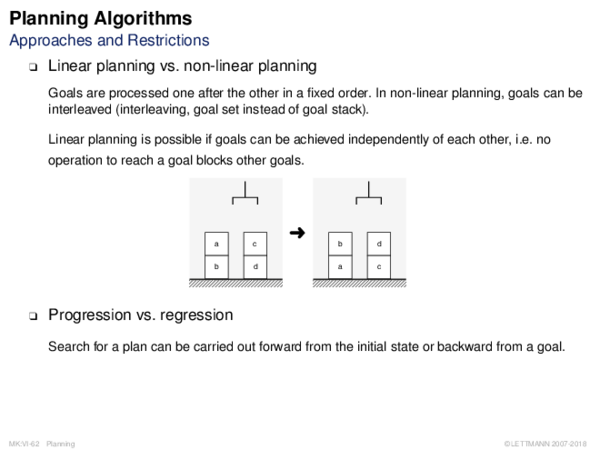 Planning Algorithms
Approaches and Restrictions
❑ Linear planning vs. non-linear planning
Goals are processed one after the other in a fixed order. In non-linear planning, goals can be
interleaved (interleaving, goal set instead of goal stack).
Linear planning is possible if goals can be achieved independently of each other, i.e. no
operation to reach a goal blocks other goals.
a c b d
b d a c
❑ Progression vs. regression
Search for a plan can be carried out forward from the initial state or backward from a goal.
MK:VI-62 Planning ©LETTMANN 2007-2018